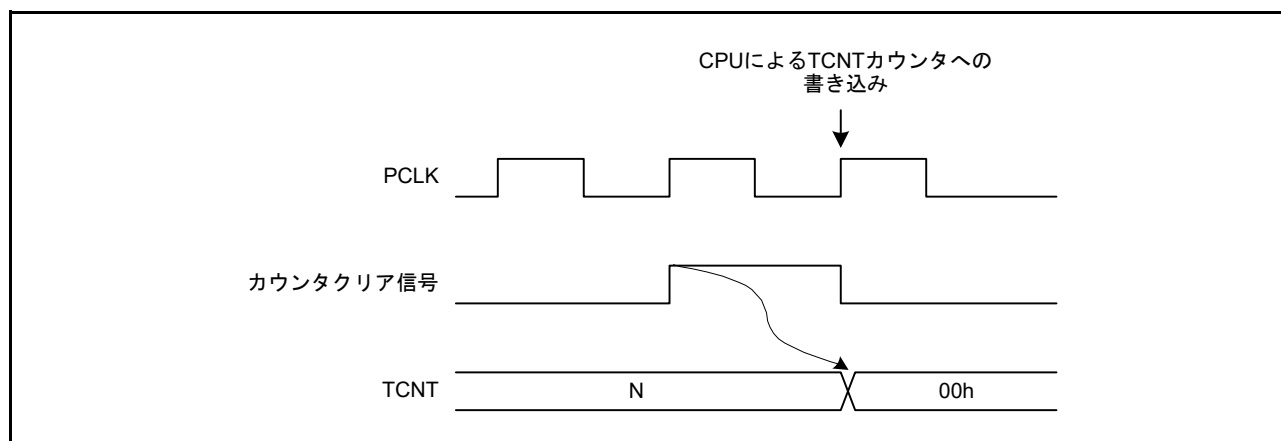 CPUによるTCNTカウンタへの
書き込み
PCLK
カウンタクリア信号
TCNT
N
00h